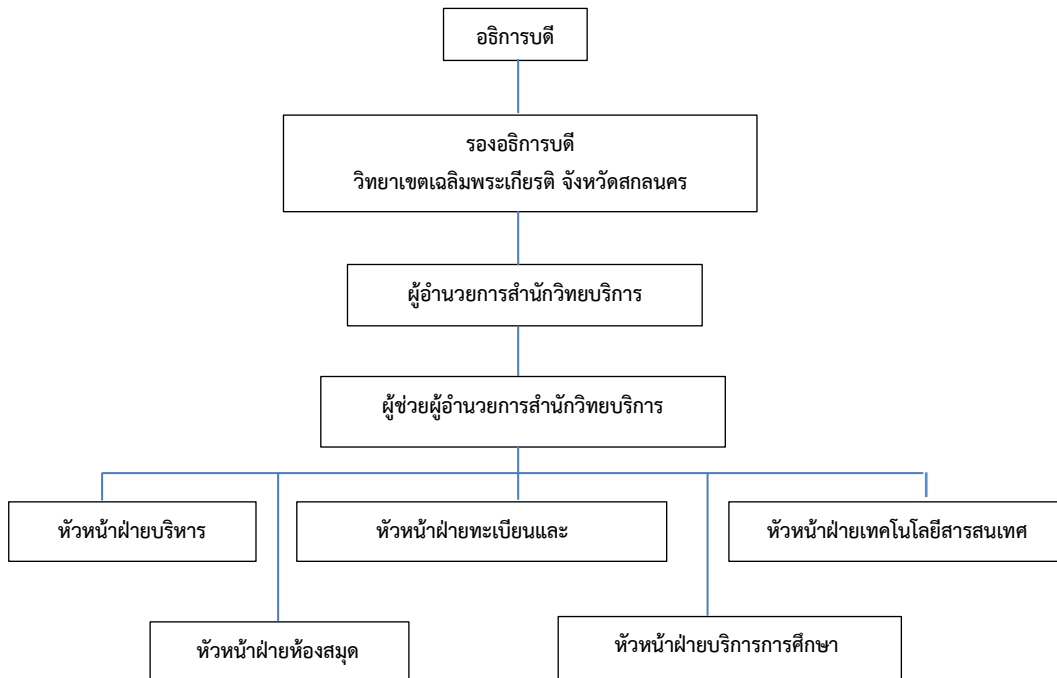 อธิการบดี
รองอธิการบดี
วิทยาเขตเฉลิมพระเกียรติ จังหวัดสกลนคร
ผู้อำนวยการสำนักวิทยบริการ
ผู้ช่วยผู้อำนวยการสำนักวิทยบริการ
หัวหน้าฝ่ายบริหาร
หัวหน้าฝ่ายทะเบียนและ
หัวหน้าฝ่ายเทคโนโลยีสารสนเทศ
หัวหน้าฝ่ายห้องสมุด
หัวหน้าฝ่ายบริการการศึกษา